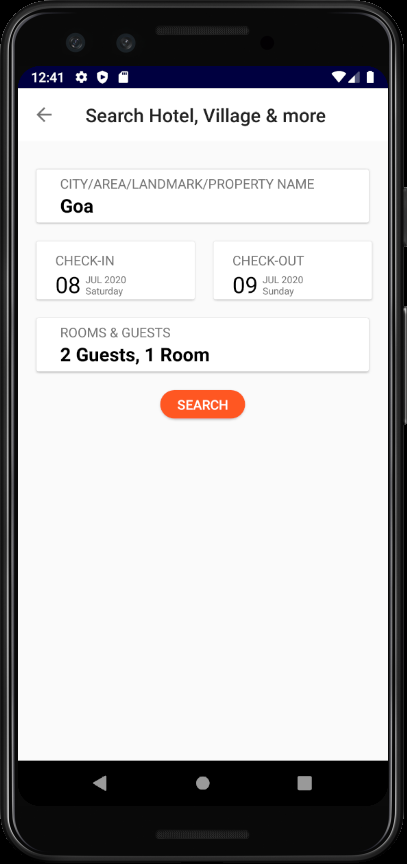 12:41
Search Hotel, Village & more
CITY/AREA/LANDMARK/PROPERTY NAME
Goa
CHECK-IN
08 JUL 2020
Saturday
CHECK-OUT
09 JUL 2020
Sunday
ROOMS & GUESTS
2 Guests, 1 Room
SEARCH